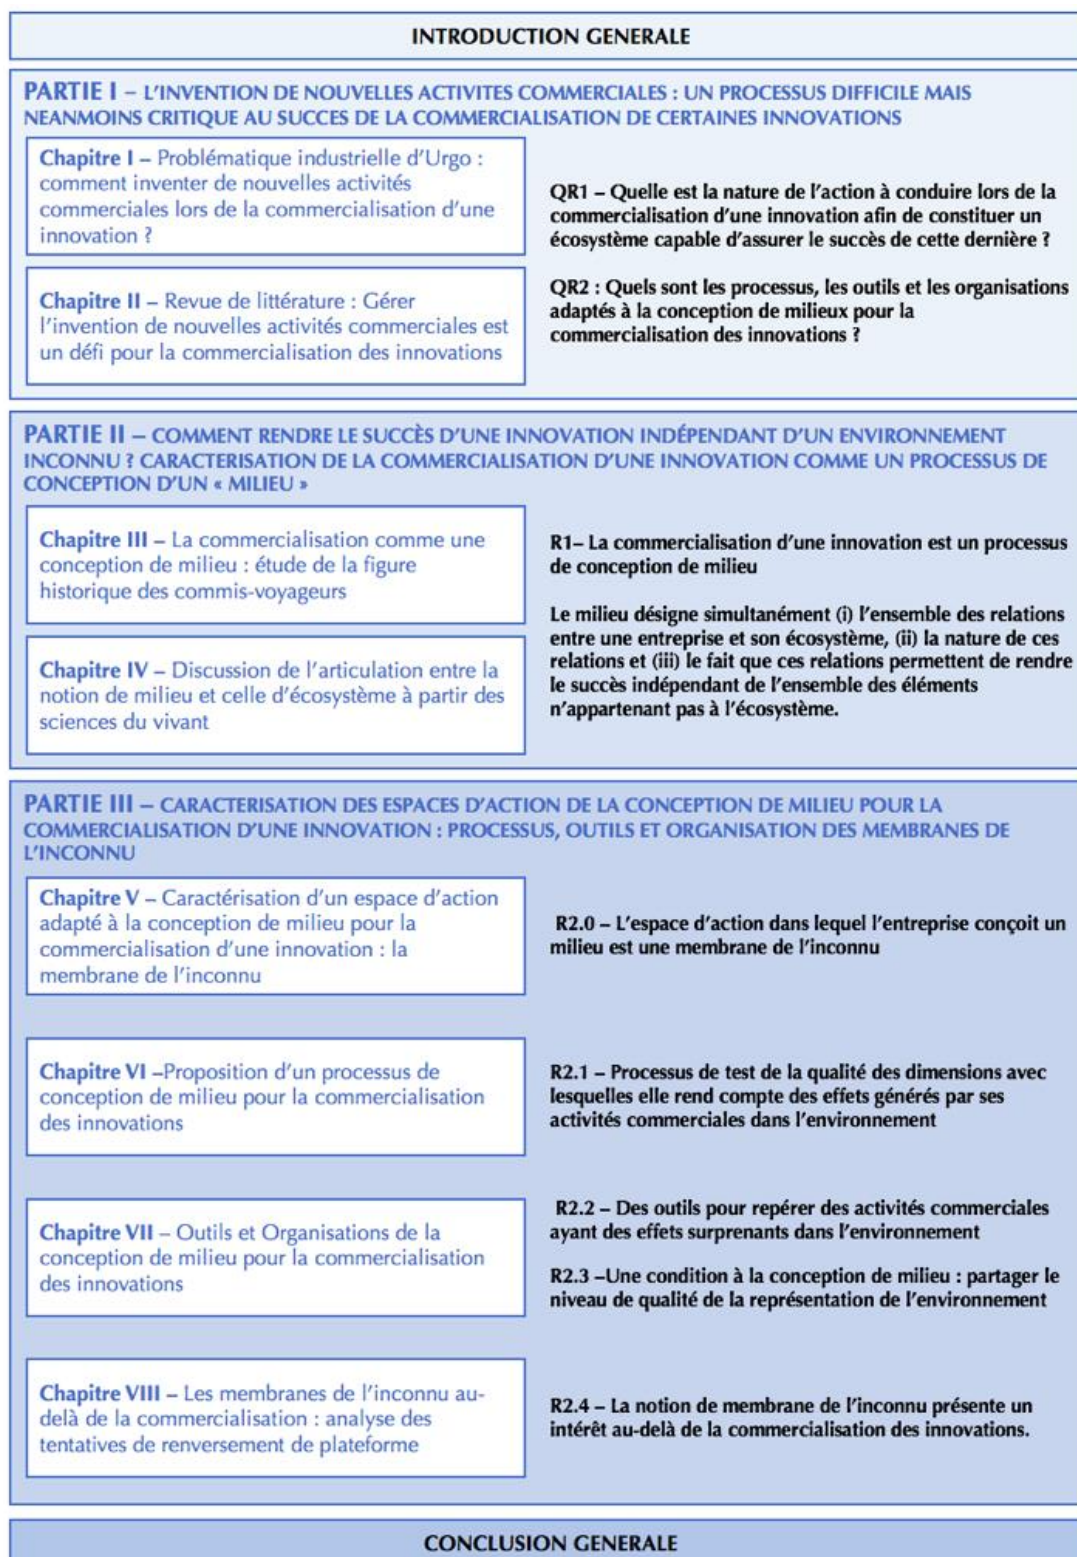 INTRODUCTION GENERALE
PARTIE I – L’INVENTION DE NOUVELLES ACTIVITES COMMERCIALES : UN PROCESSUS DIFFICILE MAIS
NEANMOINS CRITIQUE AU SUCCES DE LA COMMERCIALISATION DE CERTAINES INNOVATIONS
Chapitre I – Problématique industrielle d’Urgo :
comment inventer de nouvelles activités
commerciales lors de la commercialisation d’une
innovation ?
Chapitre II – Revue de littérature : Gérer
l’invention de nouvelles activités commerciales est
un défi pour la commercialisation des innovations
QR1 – Quelle est la nature de l’action à conduire lors de la
commercialisation d’une innovation afin de constituer un
écosystème capable d’assurer le succès de cette dernière ?
QR2 : Quels sont les processus, les outils et les organisations
adaptés à la conception de milieux pour la
commercialisation des innovations ?
PARTIE II – COMMENT RENDRE LE SUCCÈS D’UNE INNOVATION INDÉPENDANT D’UN ENVIRONMENT
INCONNU ? CARACTERISATION DE LA COMMERCIALISATION D’UNE INNOVATION COMME UN PROCESSUS DE
CONCEPTION D’UN « MILIEU »
Chapitre III – La commercialisation comme une
conception de milieu : étude de la figure
historique des commis-voyageurs
Chapitre IV – Discussion de l’articulation entre la
notion de milieu et celle d’écosystème à partir des
sciences du vivant
R1– La commercialisation d’une innovation est un processus
de conception de milieu
Le milieu désigne simultanément (i) l’ensemble des relations
entre une entreprise et son écosystème, (ii) la nature de ces
relations et (iii) le fait que ces relations permettent de rendre
le succès indépendant de l’ensemble des éléments
n’appartenant pas à l’écosystème.
PARTIE III – CARACTERISATION DES ESPACES D’ACTION DE LA CONCEPTION DE MILIEU POUR LA
COMMERCIALISATION D’UNE INNOVATION : PROCESSUS, OUTILS ET ORGANISATION DES MEMBRANES DE
L’INCONNU
Chapitre V – Caractérisation d’un espace d’action
adapté à la conception de milieu pour la
commercialisation d’une innovation : la
membrane de l’inconnu
R2.0 – L’espace d’action dans lequel l’entreprise conçoit un
milieu est une membrane de l’inconnu
Chapitre VI –Proposition d’un processus de
conception de milieu pour la commercialisation
des innovations
R2.1 – Processus de test de la qualité des dimensions avec
lesquelles elle rend compte des effets générés par ses
activités commerciales dans l’environnement
Chapitre VII – Outils et Organisations de la
conception de milieu pour la commercialisation
des innovations
R2.2 – Des outils pour repérer des activités commerciales
ayant des effets surprenants dans l’environnement
R2.3 –Une condition à la conception de milieu : partager le
niveau de qualité de la représentation de l’environnement
Chapitre VIII – Les membranes de l’inconnu au-
delà de la commercialisation : analyse des
tentatives de renversement de plateforme
R2.4 – La notion de membrane de l’inconnu présente un
intérêt au-delà de la commercialisation des innovations.
CONCLUSION GENERALE